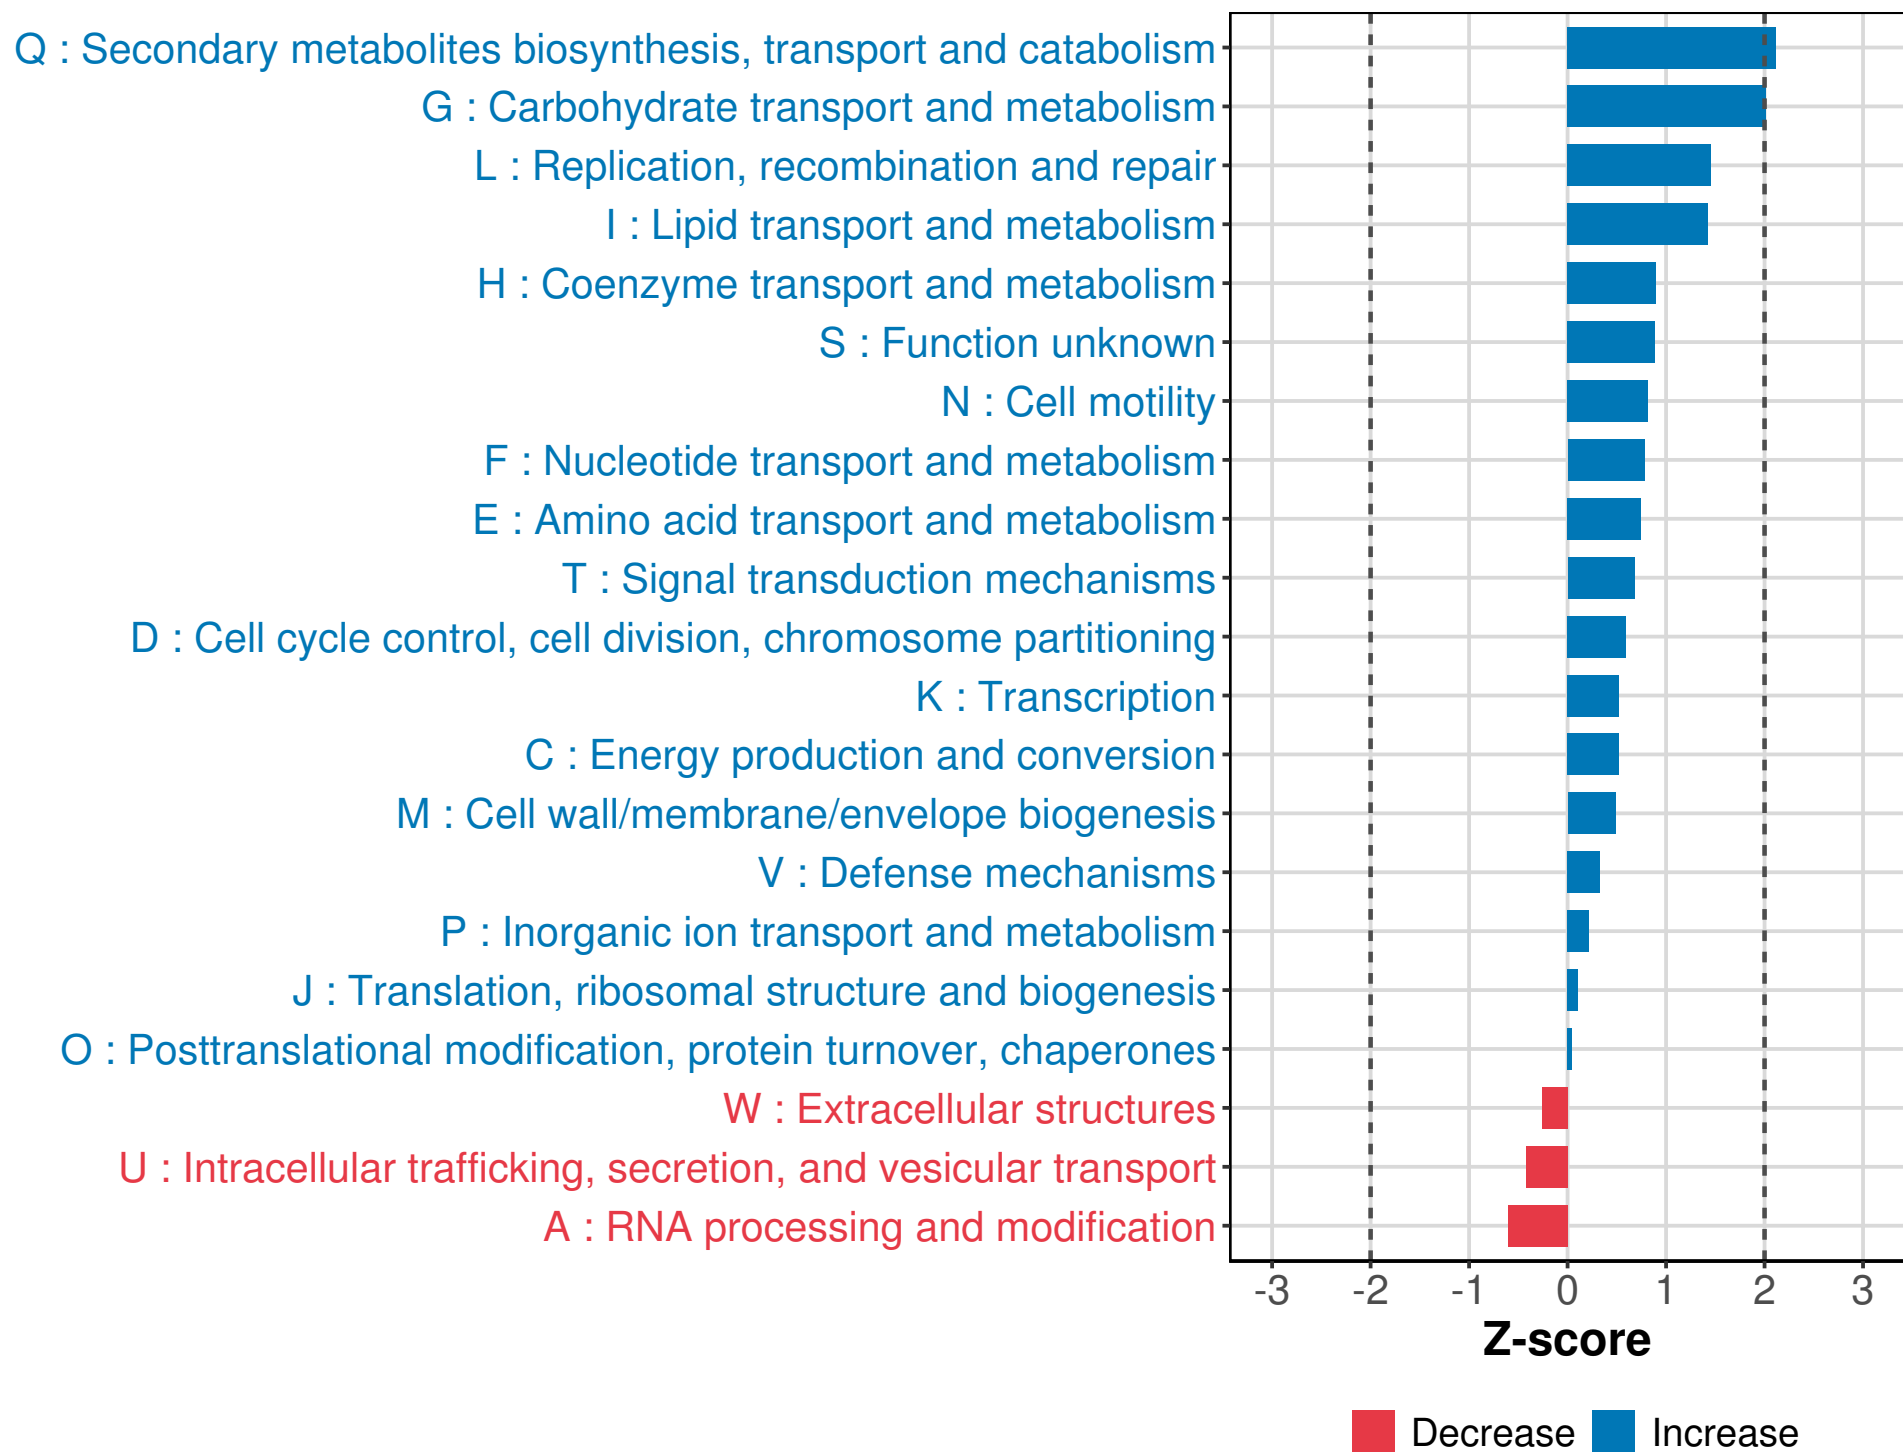 Q : Secondary metabolites biosynthesis, transport and catabolism
G : Carbohydrate transport and metabolism
L : Replication, recombination and repair
I : Lipid transport and metabolism
H : Coenzyme transport and metabolism
S : Function unknown
N : Cell motility
F : Nucleotide transport and metabolism
E : Amino acid transport and metabolism
T : Signal transduction mechanisms
D : Cell cycle control, cell division, chromosome partitioning
K : Transcription
C : Energy production and conversion
M : Cell wall/membrane/envelope biogenesis
V : Defense mechanisms
P : Inorganic ion transport and metabolism
J : Translation, ribosomal structure and biogenesis
O : Posttranslational modification, protein turnover, chaperones
W : Extracellular structures
U : Intracellular trafficking, secretion, and vesicular transport
A : RNA processing and modification
-3 -2 -1 0 1 2 3
Z-score
Decrease Increase